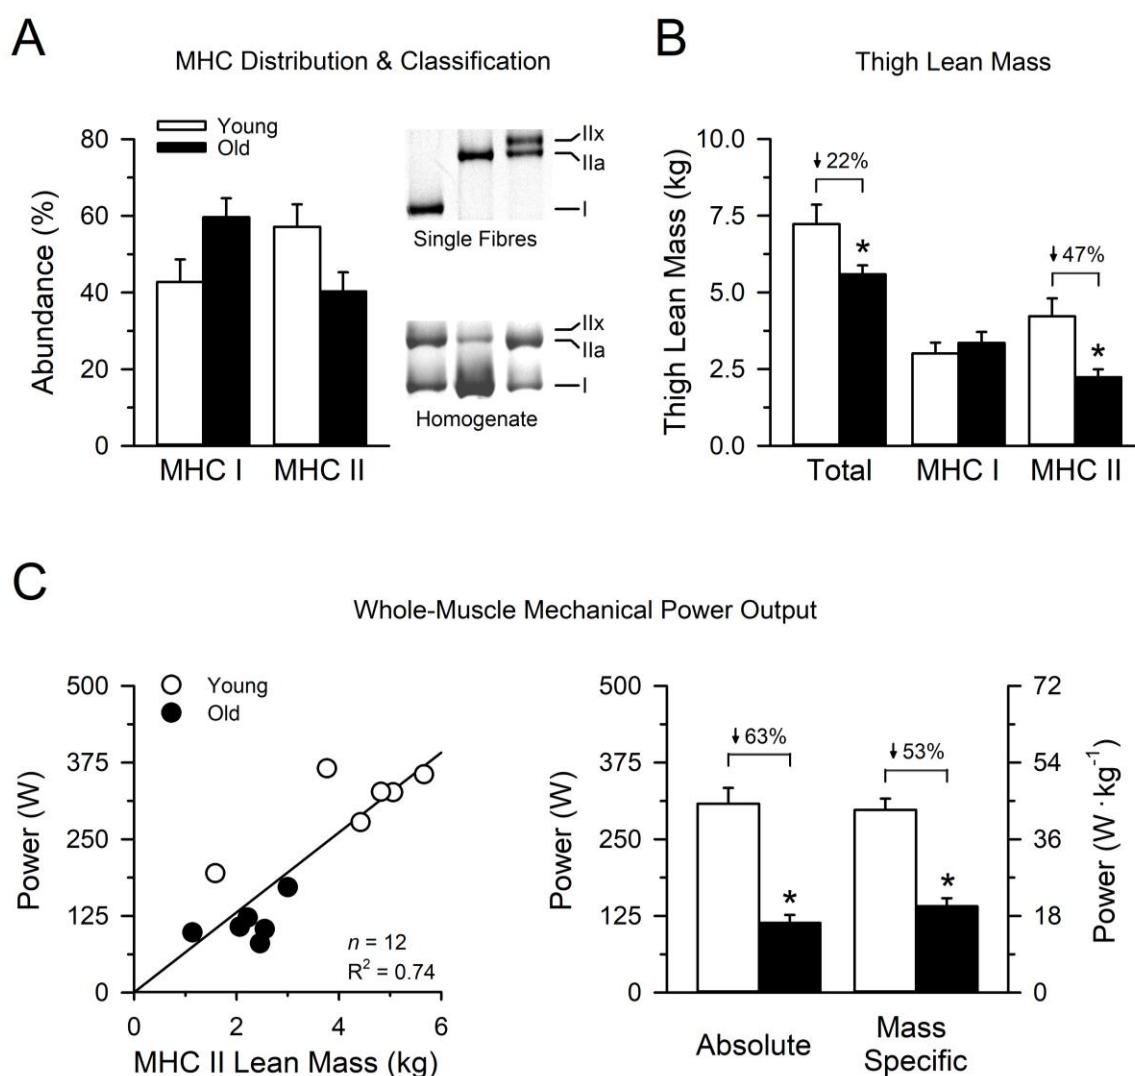 A
MHC Distribution & Classification
Young
Old
80
60
40
20
0
Abundance (%)
MHC I
MHC II
IIx
IIa
I
Single Fibres
IIx
IIa
I
Homogenate
B
Thigh Lean Mass
10.0
7.5
5.0
2.5
0.0
Thigh Lean Mass (kg)
↓ 22%
*
↓ 47%
*
Total
MHC I
MHC II
C
Whole-Muscle Mechanical Power Output
Young
Old
500
375
250
125
0
Power (W)
n = 12
R² = 0.74
0
2
4
6
MHC II Lean Mass (kg)
500
375
250
125
0
Power (W)
↓ 63%
*
↓ 53%
*
72
54
36
18
0
Power (W · kg⁻¹)
Absolute
Mass
Specific